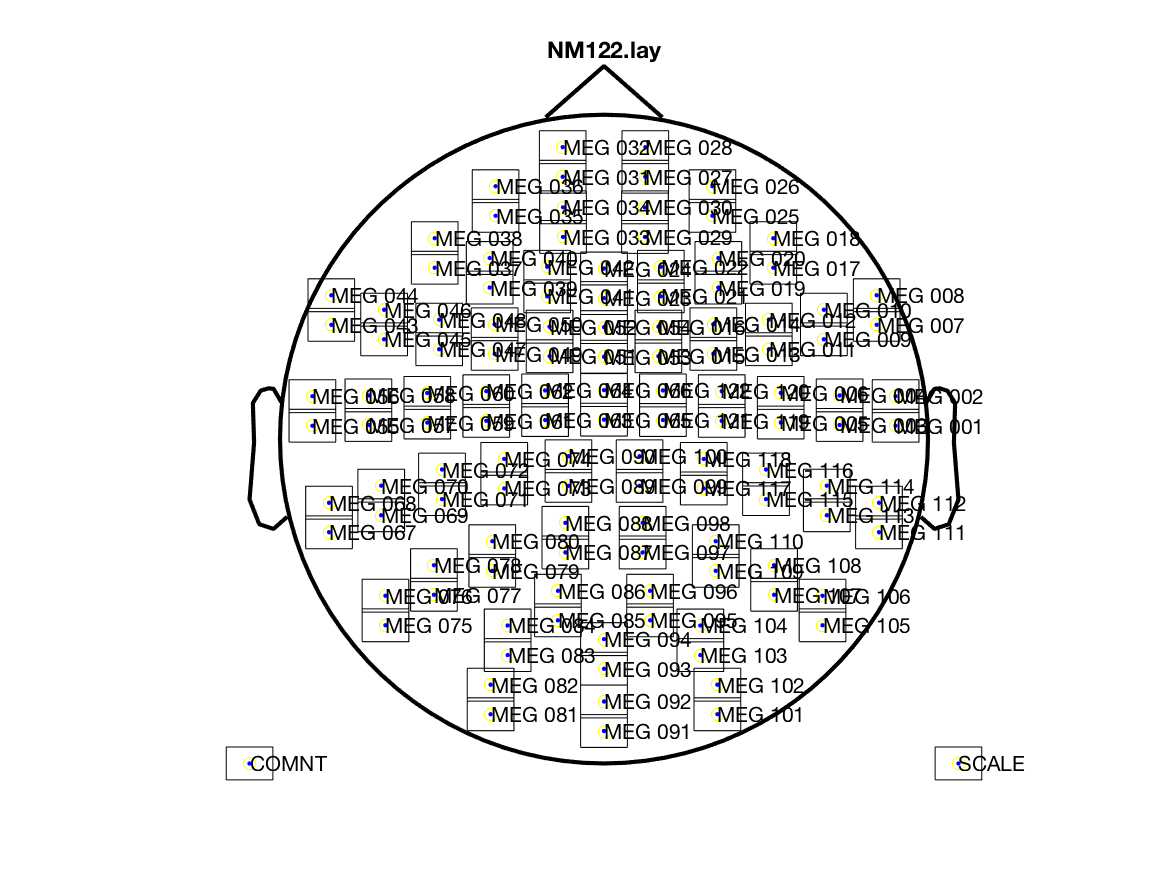 NM122.lay
MEG 032 MEG 028
MEG 031 MEG 027
MEG 036 MEG 026
MEG 034 MEG 030
MEG 035 MEG 025
MEG 038 MEG 033 MEG 029 MEG 018
MEG 040 MEG 020
MEG 037 MEG 042 MEG 024 MEG 022 MEG 017
MEG 039 MEG 019
MEG 044 MEG 041 MEG 023 MEG 021 MEG 008
MEG 046 MEG 010
MEG 043 MEG 048 MEG 050 MEG 052 MEG 054 MEG 016 MEG 014 MEG 012 MEG 007
MEG 045 MEG 009
MEG 047 MEG 049 MEG 051 MEG 053 MEG 015 MEG 013 MEG 011
MEG 056 MEG 058 MEG 060 MEG 062 MEG 064 MEG 066 MEG 122 MEG 120 MEG 006 MEG 004 MEG 002
MEG 055 MEG 057 MEG 059 MEG 061 MEG 063 MEG 065 MEG 121 MEG 119 MEG 005 MEG 003 MEG 001
MEG 074 MEG 090 MEG 100 MEG 118
MEG 072 MEG 116
MEG 070 MEG 073 MEG 089 MEG 099 MEG 117 MEG 114
MEG 068 MEG 071 MEG 115 MEG 112
MEG 069 MEG 113
MEG 067 MEG 088 MEG 098 MEG 111
MEG 080 MEG 110
MEG 087 MEG 097
MEG 078 MEG 079 MEG 109 MEG 108
MEG 076 MEG 077 MEG 086 MEG 096 MEG 107 MEG 106
MEG 075 MEG 084 MEG 085 MEG 095 MEG 104 MEG 105
MEG 094
MEG 083 MEG 103
MEG 093
MEG 082 MEG 102
MEG 092
MEG 081 MEG 101
MEG 091
COMNT SCALE